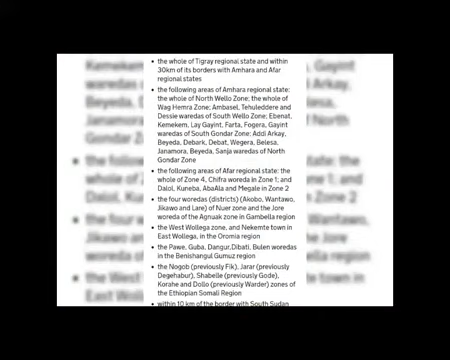 the whole of Tigray regional state and within
30km of its borders with Amhara and Afar
regional states
the following areas of Amhara regional state:
the whole of North Wello Zone; the whole of
Wag Hemra Zone; Ambasel, Tehuledere and
Dessie woredas of South Wello Zone; Ebenat,
Kemekem, Lay Gayint, Farta, Fogera, Gayint
woredas of South Gondar Zone; Addi Arkay,
Beyeda, Debark, Debat, Wegera, Belesa,
Janamora, Beyeda, Sanja woredas of North
Gondar Zone
the following areas of Afar regional state: the
whole of Zone 4, Chifra woreda in Zone 1; and
Dalol, Kuneba, AbaAla and Megale in Zone 2
the four woredas (districts) (Akobo, Wantawo,
Jikawo and Lare) of Nuer zone and the Jore
woreda of the Agnuak zone in Gambella region
the West Wollega zone, and Nekemte town in
East Wollega, in the Oromia region
the Pawe, Guba, Dangur,Dibati, Bulen woredas
in the Benishangul Gumuz region
the Nogob (previously Fik), Jarar (previously
Degehabur), Shabelle (previously Gode),
Korahe and Dollo (previously Warder) zones of
the Ethiopian Somali Region
within 10 km of the border with South Sudan